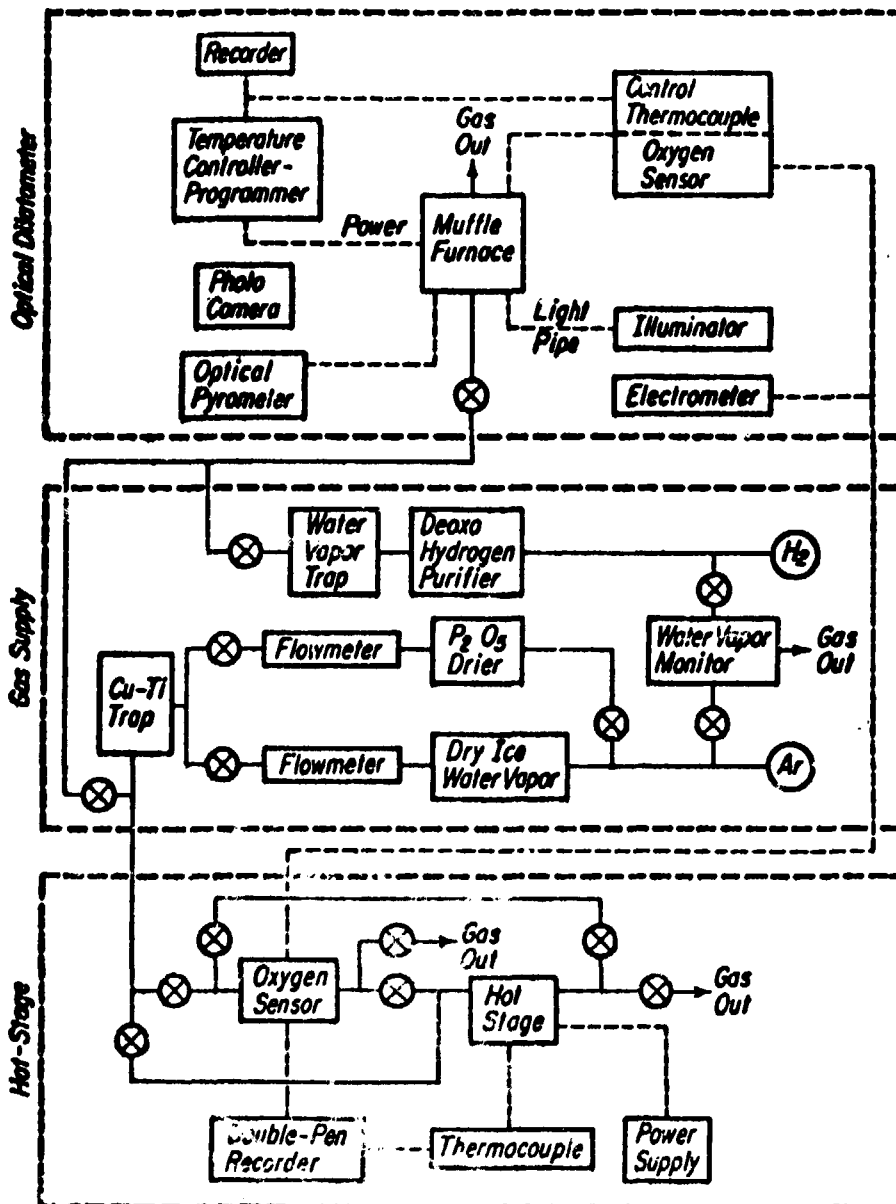 Optical Dilatometer
Recorder
Temperature
Controller-
Programmer
Gas
Out
Control
Thermocouple
Oxygen
Sensor
Power
Muffle
Furnace
Photo
Camera
Light
Pipe
Illuminator
Optical
Pyrometer
Electrometer
Gas Supply
Water
Vapor
Trap
Deoxo
Hydrogen
Purifier
H2
Flowmeter
P2 O5
Drier
Water Vapor
Monitor
Gas
Out
Cu-Ti
Trap
Flowmeter
Dry Ice
Water Vapor
Ar
Hot-Stage
Oxygen
Sensor
Gas
Out
Hot
Stage
Gas
Out
Double-Pen
Recorder
Thermocouple
Power
Supply